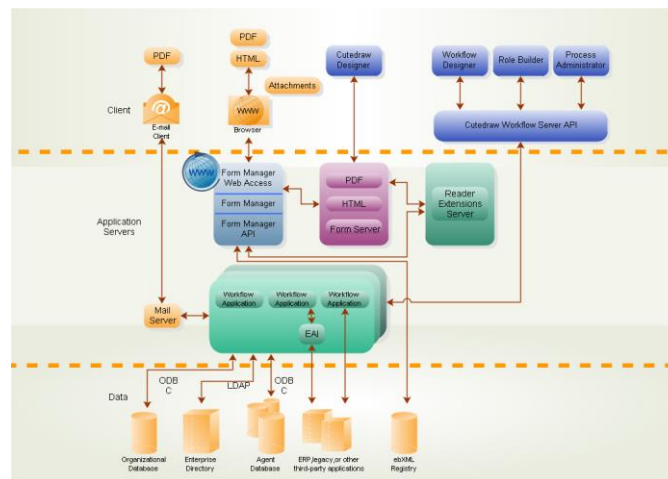 PDF
PDF
HTML
Attachments
Cutedraw
Designer
Workflow
Designer
Role Builder
Process
Administrator
Client
@
E-mail
Client
WWW
Browser
Cutedraw Workflow Server API
WWW
Form Manager
Web Access
Form Manager
Form Manager
API
PDF
HTML
Form Server
Reader
Extensions
Server
Application
Servers
Mail
Server
Workflow
Application
Workflow
Application
Workflow
Application
EAI
Data
ODB
C
LDAP
ODB
C
Organizational
Database
Enterprise
Directory
Agent
Database
ERP,legacy,or other
third-party applications
ebXML
Registry